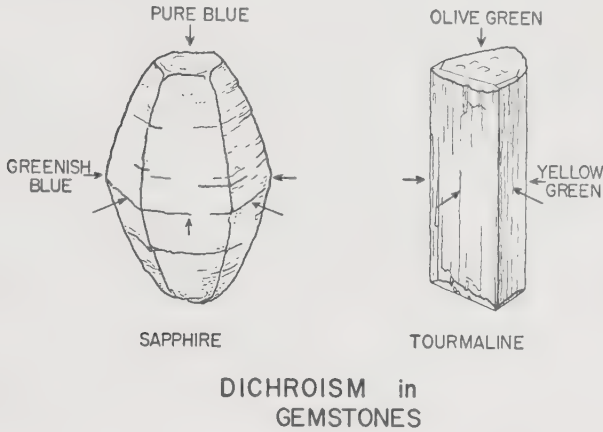 PURE BLUE
OLIVE GREEN
GREENISH
BLUE
YELLOW
GREEN
SAPPHIRE
TOURMALINE
DICHROISM in
GEMSTONES